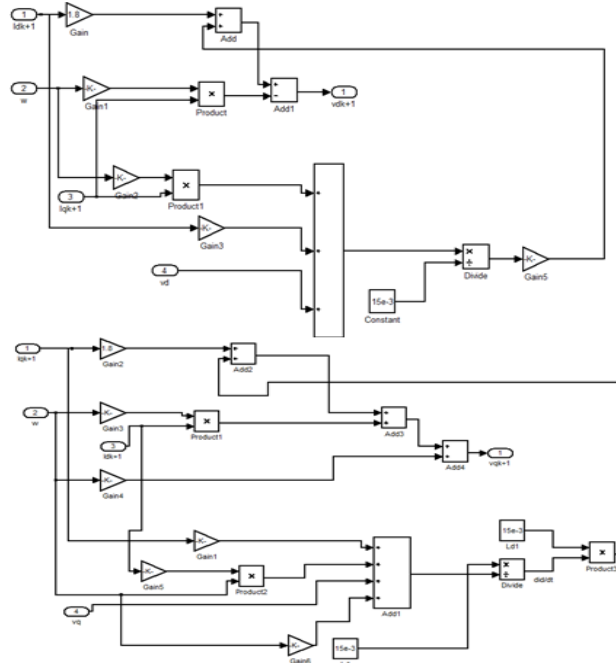 1
Idk+1
1.8
Gain
+
+
Add
2
w
-K-
Gain1
×
Product
+
-
Add1
1
vdk+1
-K-
Gain2
3
Iqk+1
×
Product1
-K-
Gain3
4
vd
×
÷
Divide
-K-
Gain5
15e-3
Constant
1
Iqk+1
1.8
Gain2
+
+
Add2
2
w
-K-
Gain3
×
Product1
3
Idk+1
+
+
Add3
-K-
Gain4
+
+
Add4
1
vqk+1
-K-
Gain1
-K-
Gain5
×
Product2
+
+
+
+
Add1
4
vq
-K-
Gain6
15e-3
15e-3
Ld1
×
÷
Divide
did/dt
×